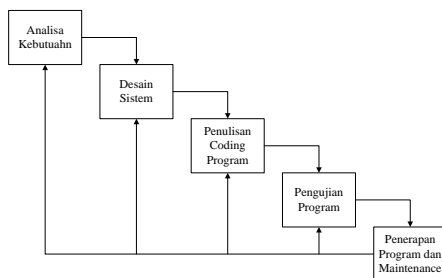 Analisa
Kebutuahn
Desain
Sistem
Penulisan
Coding
Program
Pengujian
Program
Penerapan
Program dan
Maintenance